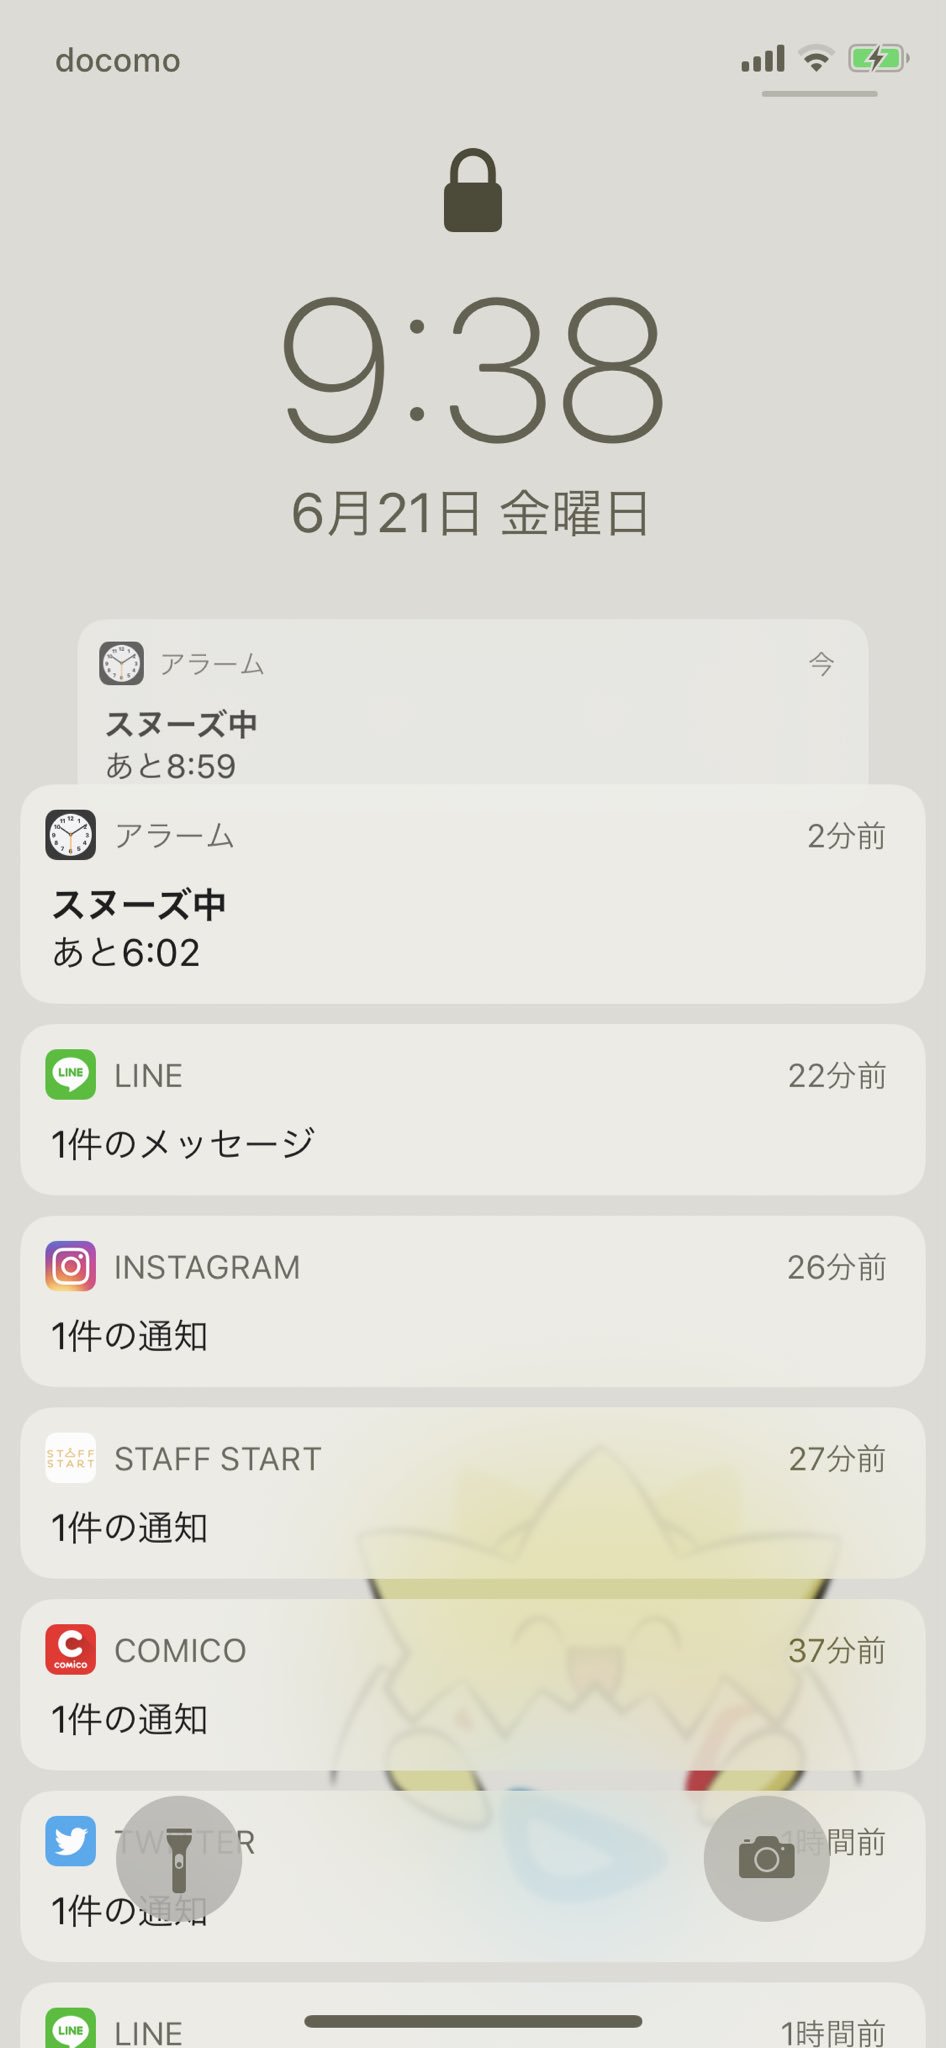 docomo
9:38
6月21日 金曜日
アラーム 今
スヌーズ中
あと8:59
アラーム 2分前
スヌーズ中
あと6:02
LINE
LINE 22分前
1件のメッセージ
INSTAGRAM 26分前
1件の通知
STAFF
START
STAFF START 27分前
1件の通知
C
comico
COMICO 37分前
1件の通知
TWITTER 1時間前
1件の通知
LINE
LINE 1時間前